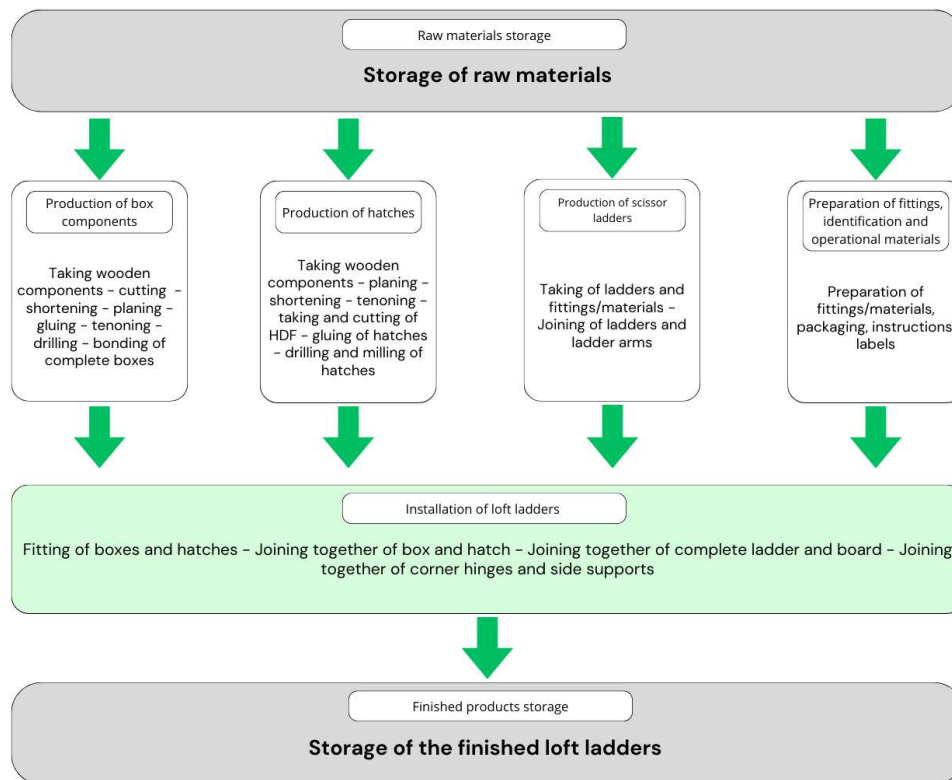 Raw materials storage
Storage of raw materials
Production of box
components
Taking wooden
components – cutting –
shortening – planing –
gluing – tenoning –
drilling – bonding of
complete boxes
Production of hatches
Taking wooden
components – planing –
shortening – tenoning –
taking and cutting of
HDF – gluing of hatches
– drilling and milling of
hatches
Production of scissor
ladders
Taking of ladders and
fittings/materials –
Joining of ladders and
ladder arms
Preparation of fittings,
identification and
operational materials
Preparation of
fittings/materials,
packaging, instructions
labels
Installation of loft ladders
Fitting of boxes and hatches – Joining together of box and hatch – Joining together of complete ladder and board – Joining
together of corner hinges and side supports
Finished products storage
Storage of the finished loft ladders